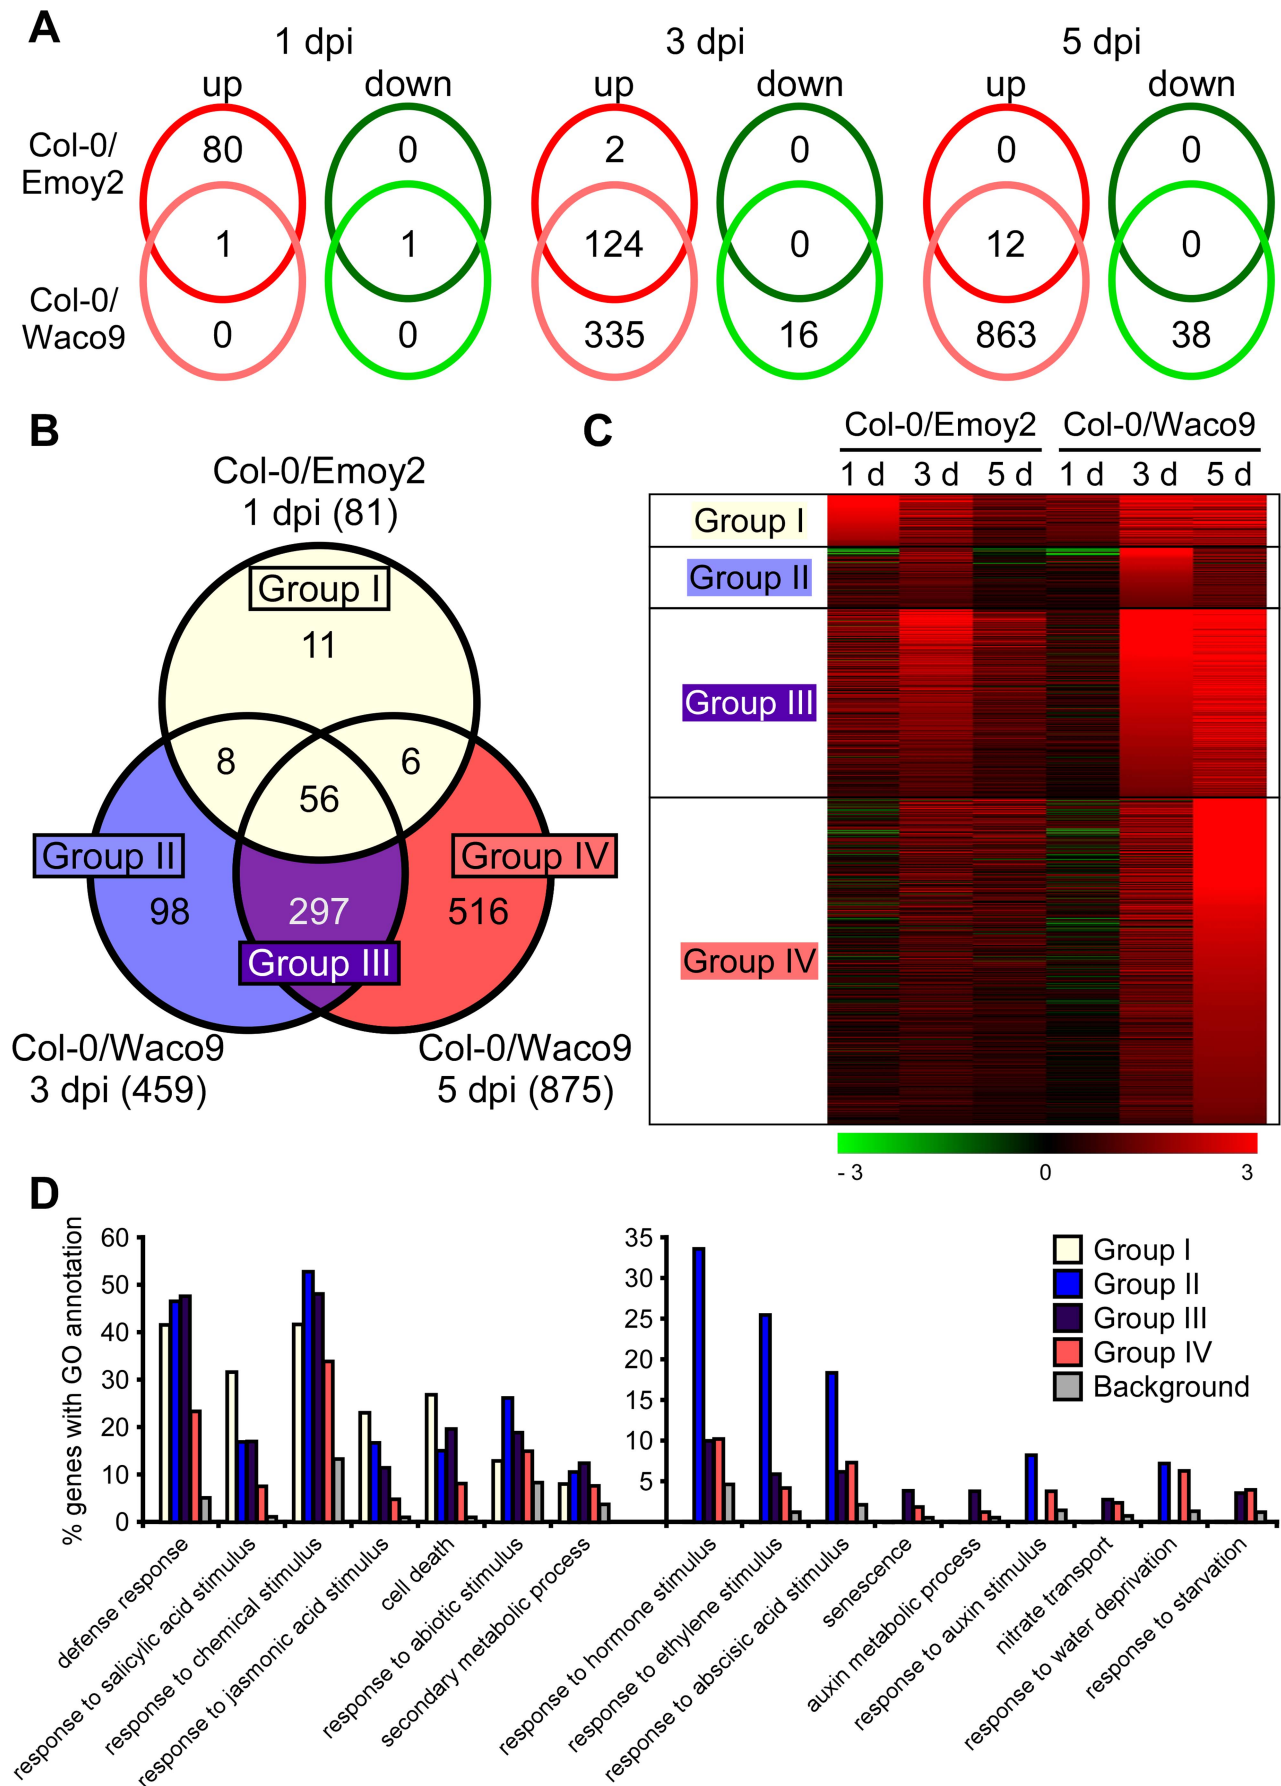 A
1 dpi 3 dpi 5 dpi
up down up down up down
Col-0/
Emoy2
80 0 2 0 0 0
1 1 124 0 12 0
Col-0/
Waco9
0 0 335 16 863 38
B
Col-0/Emoy2
1 dpi (81)
Group I
11
8 6
56
Group II Group IV
98 297 516
Group III
Col-0/Waco9
3 dpi (459)
Col-0/Waco9
5 dpi (875)
C
Col-0/Emoy2 Col-0/Waco9
1 d 3 d 5 d 1 d 3 d 5 d
Group I
Group II
Group III
Group IV
- 3 0 3
D
% genes with GO annotation
60
50
40
30
20
10
0
35
30
25
20
15
10
5
Group I
Group II
Group III
Group IV
Background
defense response
response to salicylic acid stimulus
response to chemical stimulus
response to jasmonic acid stimulus
cell death
response to abiotic stimulus
secondary metabolic process
response to hormone stimulus
response to ethylene stimulus
response to abscisic acid stimulus
senescence
auxin metabolic process
response to auxin stimulus
nitrate transport
response to water deprivation
response to starvation